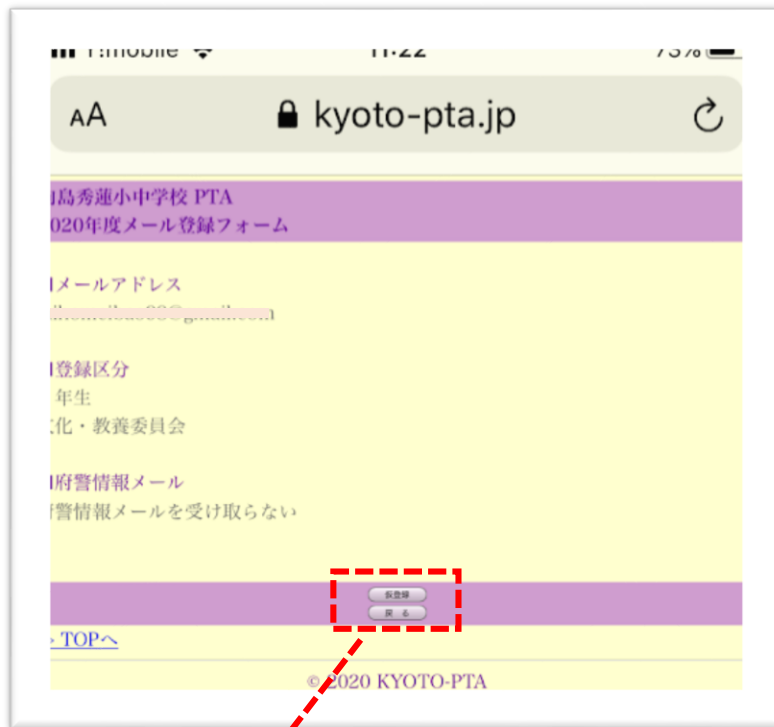 11:22
AA kyoto-pta.jp
島秀蓮小中学校 PTA
020年度メール登録フォーム
メールアドレス
登録区分
年生
化・教養委員会
府警情報メール
警情報メールを受け取らない
仮登録
戻る
TOPへ
© 2020 KYOTO-PTA